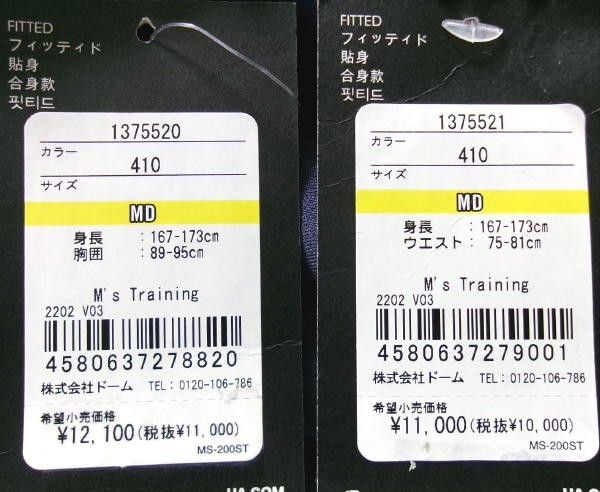 FITTED
フィッティド
貼身
合身款
핏티드
1375520
カラー
410
サイズ
MD
身長 :167-173cm
胸囲 :89-95cm
M's Training
2202 V03
4580637278820
株式会社ドーム TEL: 0120-106-786
希望小売価格
¥12,100(税抜¥11,000)
MS-200ST
FITTED
フィッティド
貼身
合身款
핏티드
1375521
カラー
410
サイズ
MD
身長 :167-173cm
ウエスト: 75-81cm
M's Training
2202 V03
4580637279001
株式会社ドーム TEL: 0120-106-786
希望小売価格
¥11,000(税抜¥10,000)
MS-200ST